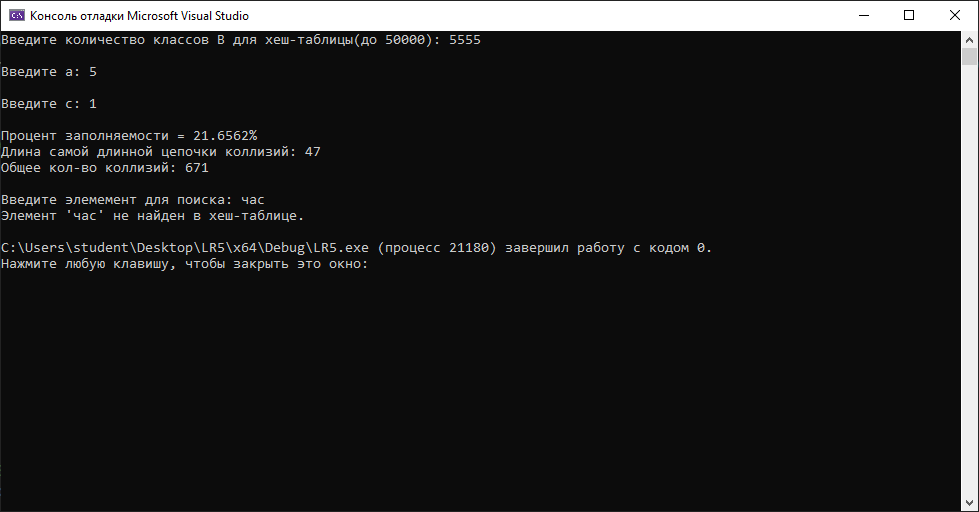 Консоль отладки Microsoft Visual Studio
Введите количество классов B для хеш-таблицы(до 50000): 5555
Введите a: 5
Введите c: 1
Процент заполняемости = 21.6562%
Длина самой длинной цепочки коллизий: 47
Общее кол-во коллизий: 671
Введите элемемент для поиска: час
Элемент 'час' не найден в хеш-таблице.
C:\Users\student\Desktop\LR5\x64\Debug\LR5.exe (процесс 21180) завершил работу с кодом 0.
Нажмите любую клавишу, чтобы закрыть это окно: